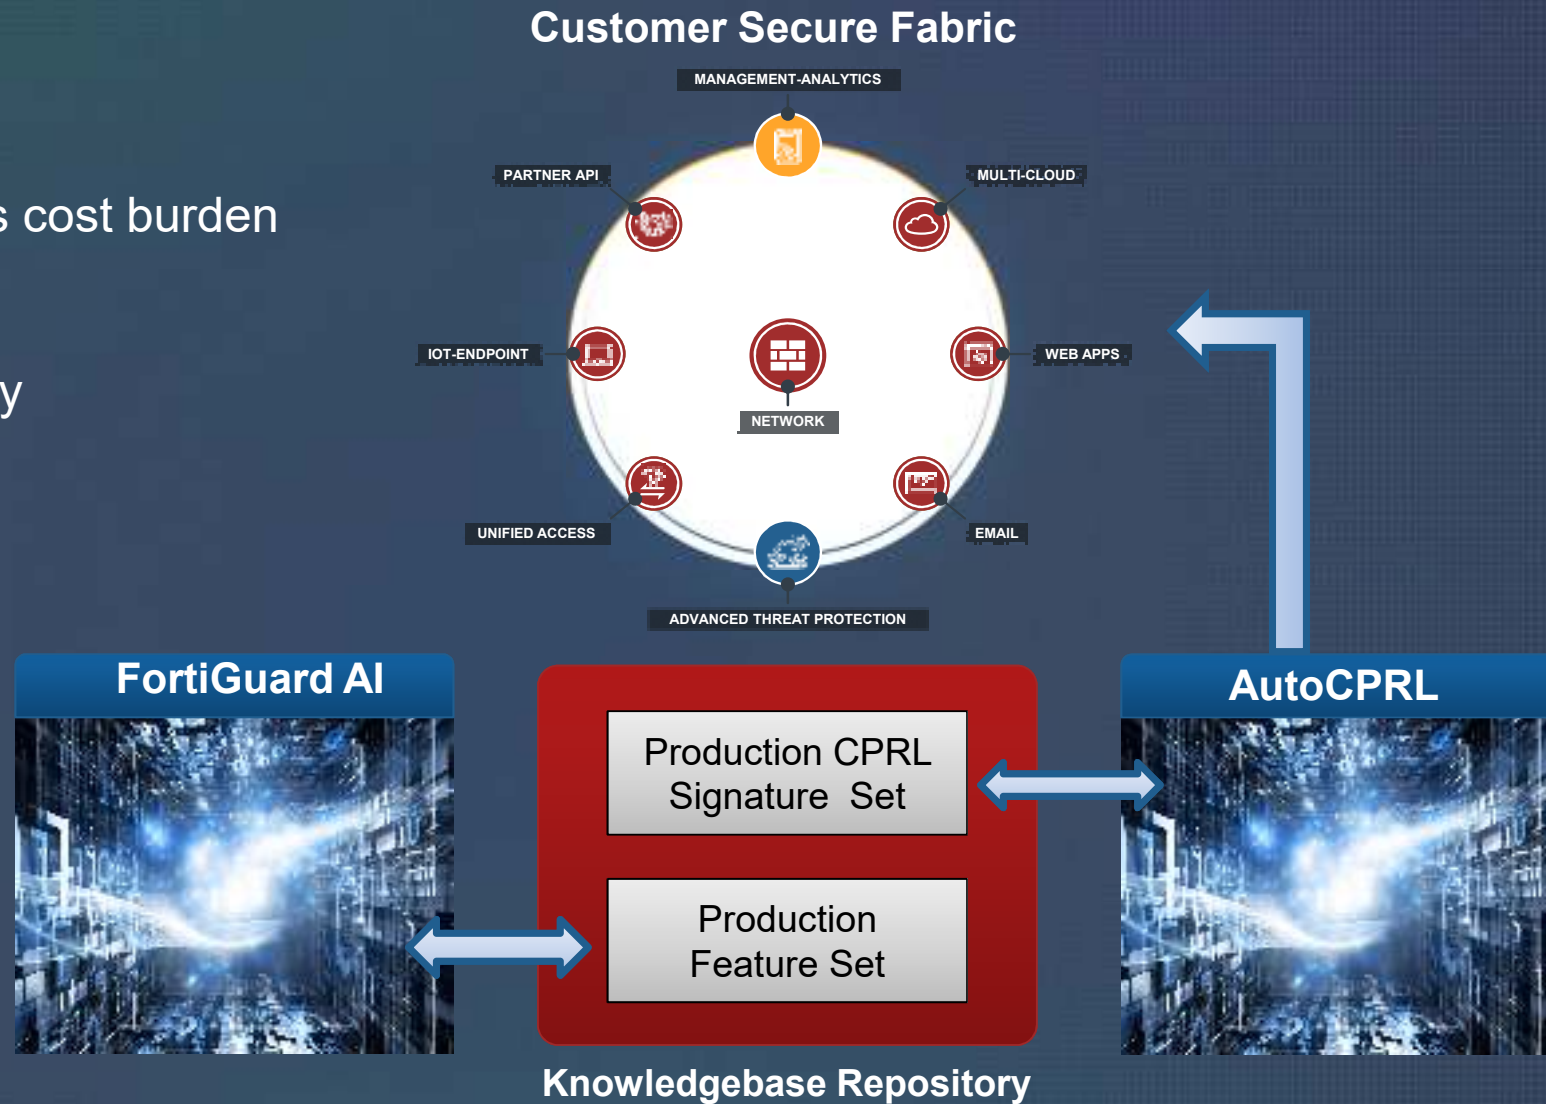 Customer Secure Fabric
MANAGEMENT-ANALYTICS
PARTNER API
MULTI-CLOUD
cost burden
IOT-ENDPOINT
WEB APPS
NETWORK
UNIFIED ACCESS
EMAIL
ADVANCED THREAT PROTECTION
FortiGuard AI
AutoCPRL
Production CPRL
Signature Set
Production
Feature Set
Knowledgebase Repository